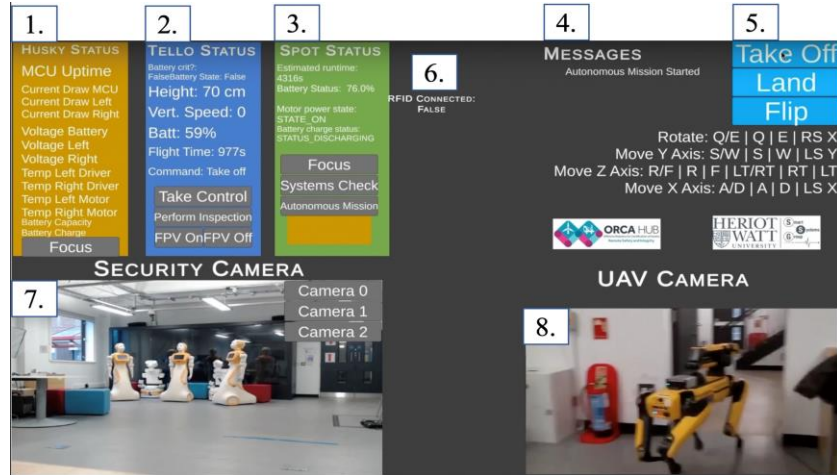 1.
HUSKY STATUS
MCU Uptime
Current Draw MCU
Current Draw Left
Current Draw Right
Voltage Battery
Voltage Left
Voltage Right
Temp Left Driver
Temp Right Driver
Temp Left Motor
Temp Right Motor
Battery Capacity
Battery Charge
Focus
2.
TELLO STATUS
Battery crit?:
FalseBattery State: False
Height: 70 cm
Vert. Speed: 0
Batt: 59%
Flight Time: 977s
Command: Take off
Take Control
Perform Inspection
FPV On FPV Off
3.
SPOT STATUS
Estimated runtime:
4316s
Battery Status: 76.0%
Motor power state:
STATE_ON
Battery charge status:
STATUS_DISCHARGING
Focus
Systems Check
Autonomous Mission
6.
RFID CONNECTED:
FALSE
4.
MESSAGES
Autonomous Mission Started
5.
Take Off
Land
Flip
Rotate: Q/E | Q | E | RS X
Move Y Axis: S/W | S | W | LS Y
Move Z Axis: R/F | R | F | LT/RT | RT | LT
Move X Axis: A/D | A | D | LS X
ORCA HUB
HERIOT
WATT
UNIVERSITY
Smart
Systems
Group
SECURITY CAMERA
7.
Camera 0
Camera 1
Camera 2
UAV CAMERA
8.